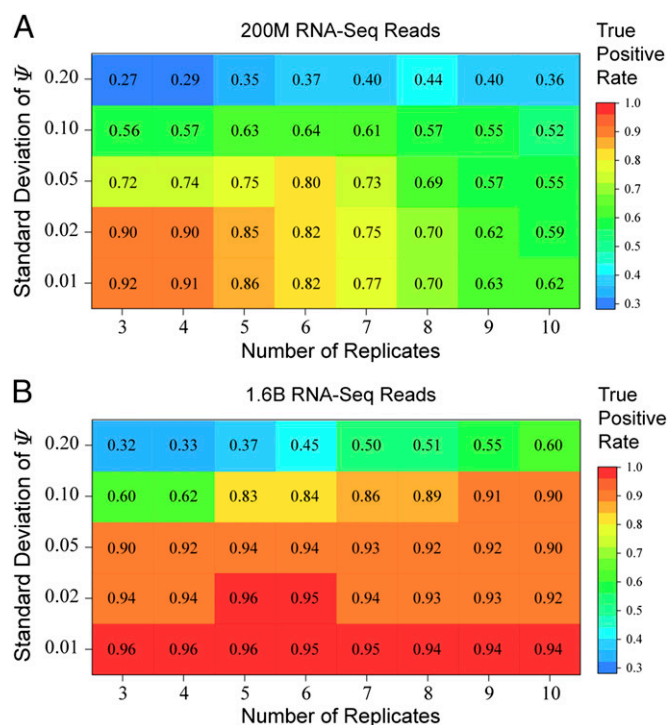 A
200M RNA-Seq Reads
True
Positive
Rate
Standard Deviation of Ψ
0.20 0.27 0.29 0.35 0.37 0.40 0.44 0.40 0.36
0.10 0.56 0.57 0.63 0.64 0.61 0.57 0.55 0.52
0.05 0.72 0.74 0.75 0.80 0.73 0.69 0.57 0.55
0.02 0.90 0.90 0.85 0.82 0.75 0.70 0.62 0.59
0.01 0.92 0.91 0.86 0.82 0.77 0.70 0.63 0.62
3 4 5 6 7 8 9 10
Number of Replicates
1.0
0.9
0.8
0.7
0.6
0.5
0.4
0.3
B
1.6B RNA-Seq Reads
True
Positive
Rate
Standard Deviation of Ψ
0.20 0.32 0.33 0.37 0.45 0.50 0.51 0.55 0.60
0.10 0.60 0.62 0.83 0.84 0.86 0.89 0.91 0.90
0.05 0.90 0.92 0.94 0.94 0.93 0.92 0.92 0.90
0.02 0.94 0.94 0.96 0.95 0.94 0.93 0.93 0.92
0.01 0.96 0.96 0.96 0.95 0.95 0.94 0.94 0.94
3 4 5 6 7 8 9 10
Number of Replicates
1.0
0.9
0.8
0.7
0.6
0.5
0.4
0.3